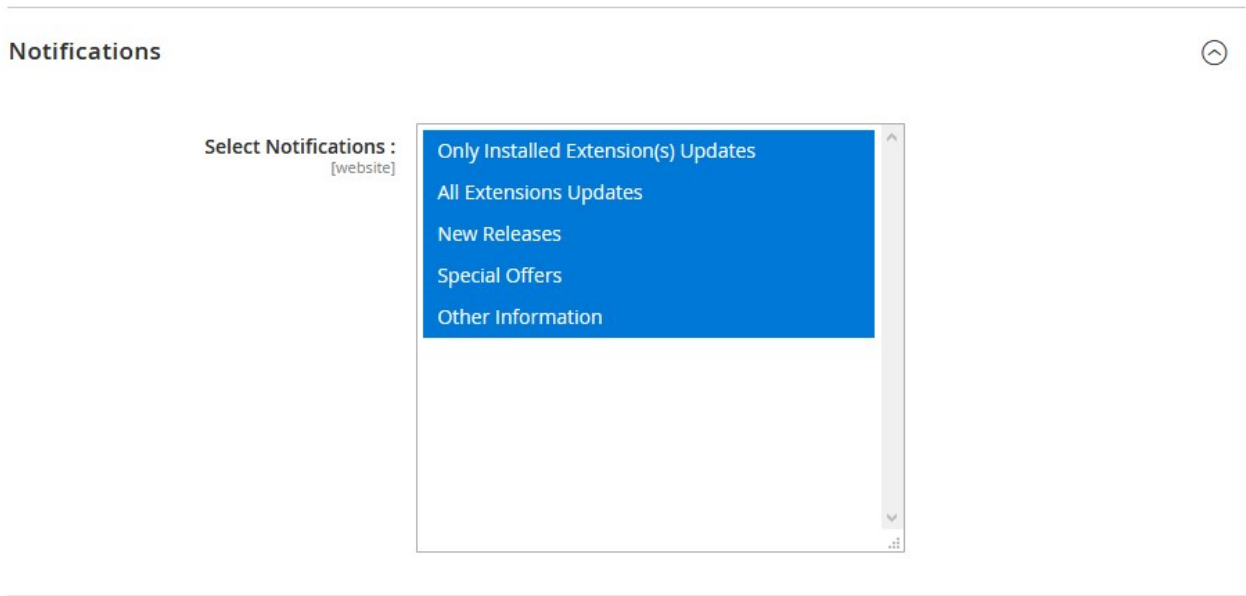 Notifications
Select Notifications :
[website]
Only Installed Extension(s) Updates
All Extensions Updates
New Releases
Special Offers
Other Information